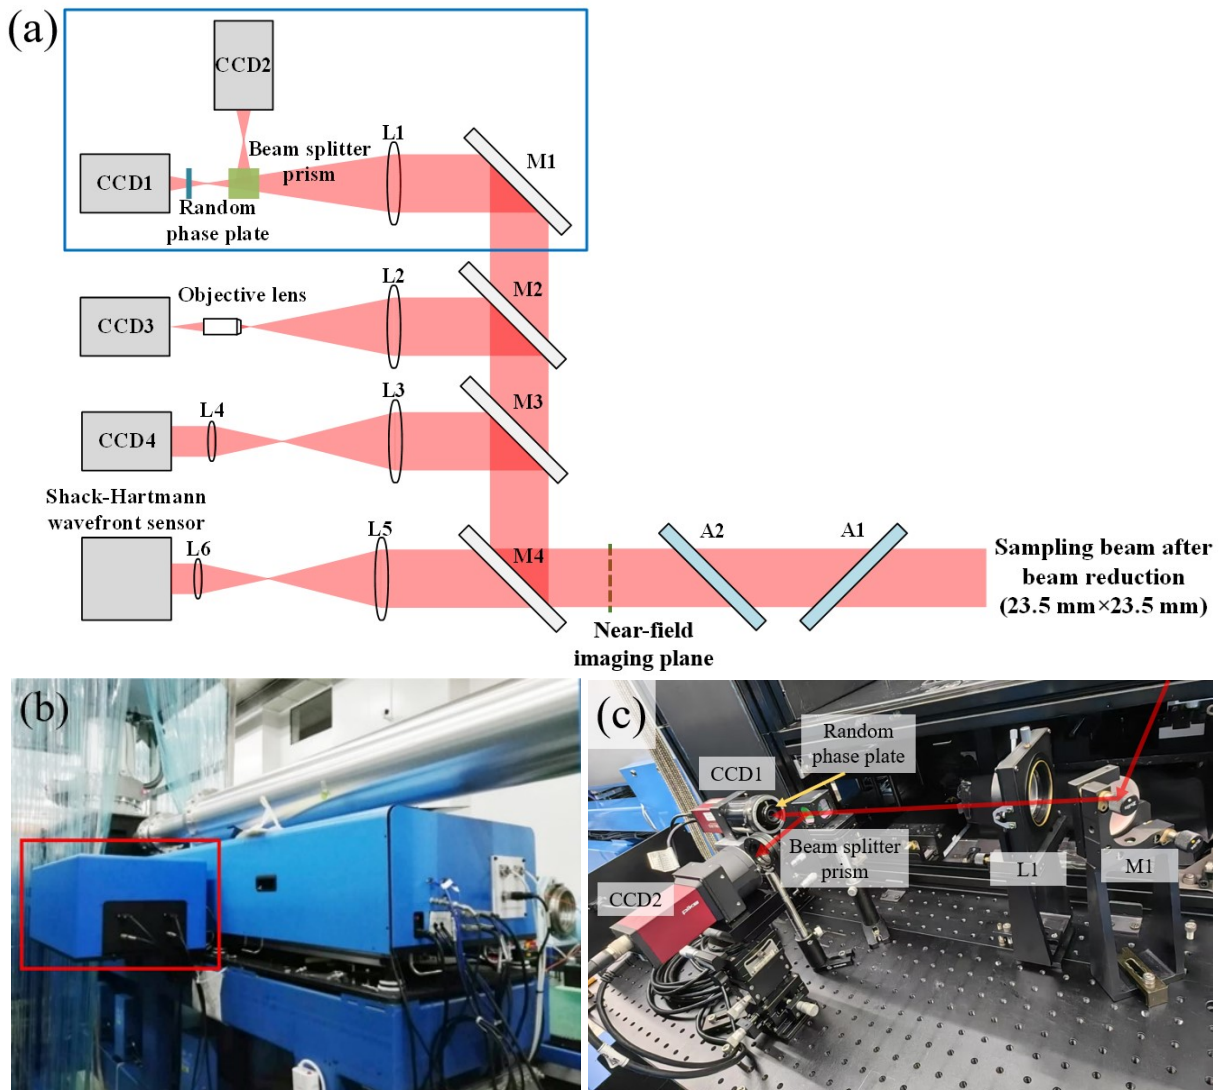 (a)
CCD2
L1
Beam splitter
prism
M1
CCD1
Random
phase plate
L2
M2
Objective lens
CCD3
L3
M3
L4
CCD4
Shack-Hartmann
wavefront sensor
L6
L5
M4
A2
A1
Sampling beam after
beam reduction
(23.5 mm×23.5 mm)
Near-field
imaging plane
(b)
(c)
Random
phase plate
CCD1
Beam splitter
prism
L1
M1
CCD2